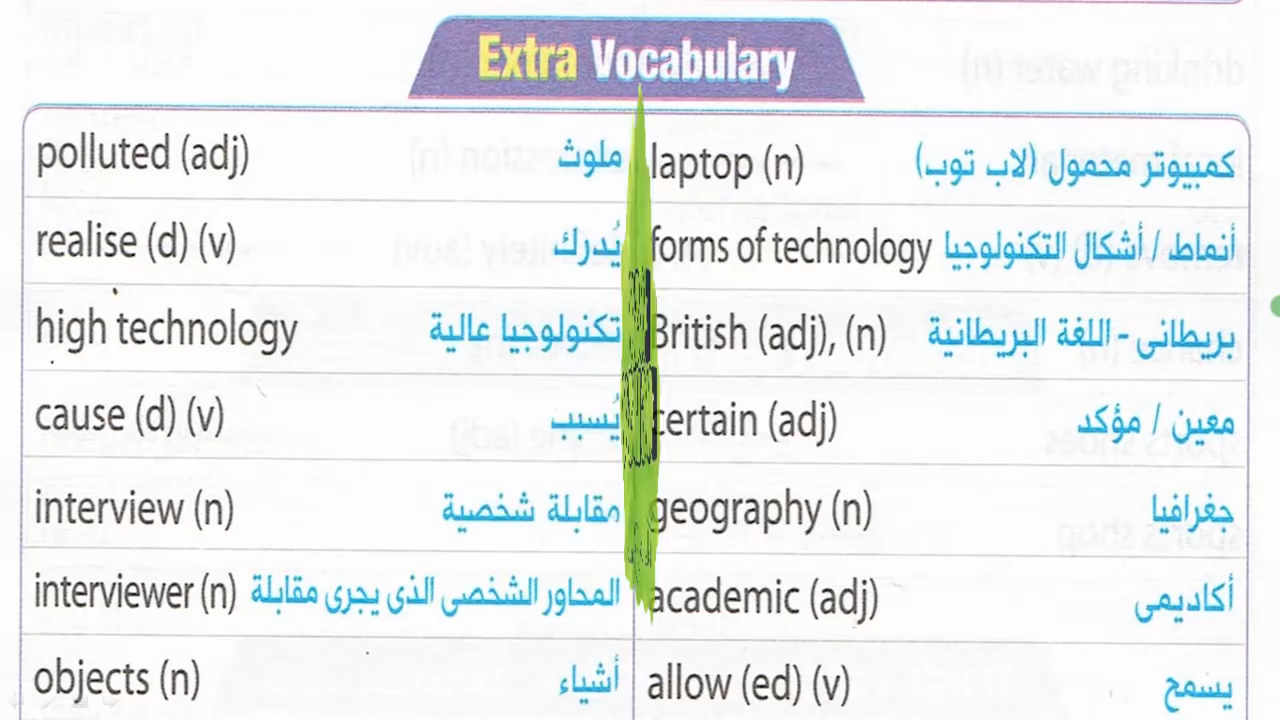 Extra Vocabulary
polluted (adj) ملوث
laptop (n) كمبيوتر محمول (لاب توب)
realise (d) (v) يُدرك
forms of technology أنماط / أشكال التكنولوجيا
high technology تكنولوجيا عالية
British (adj), (n) بريطانى - اللغة البريطانية
cause (d) (v) يُسبب
certain (adj) معين / مؤكد
interview (n) مقابلة شخصية
geography (n) جغرافيا
interviewer (n) المحاور الشخصى الذى يجرى مقابلة
academic (adj) أكاديمى
objects (n) أشياء
allow (ed) (v) يسمح